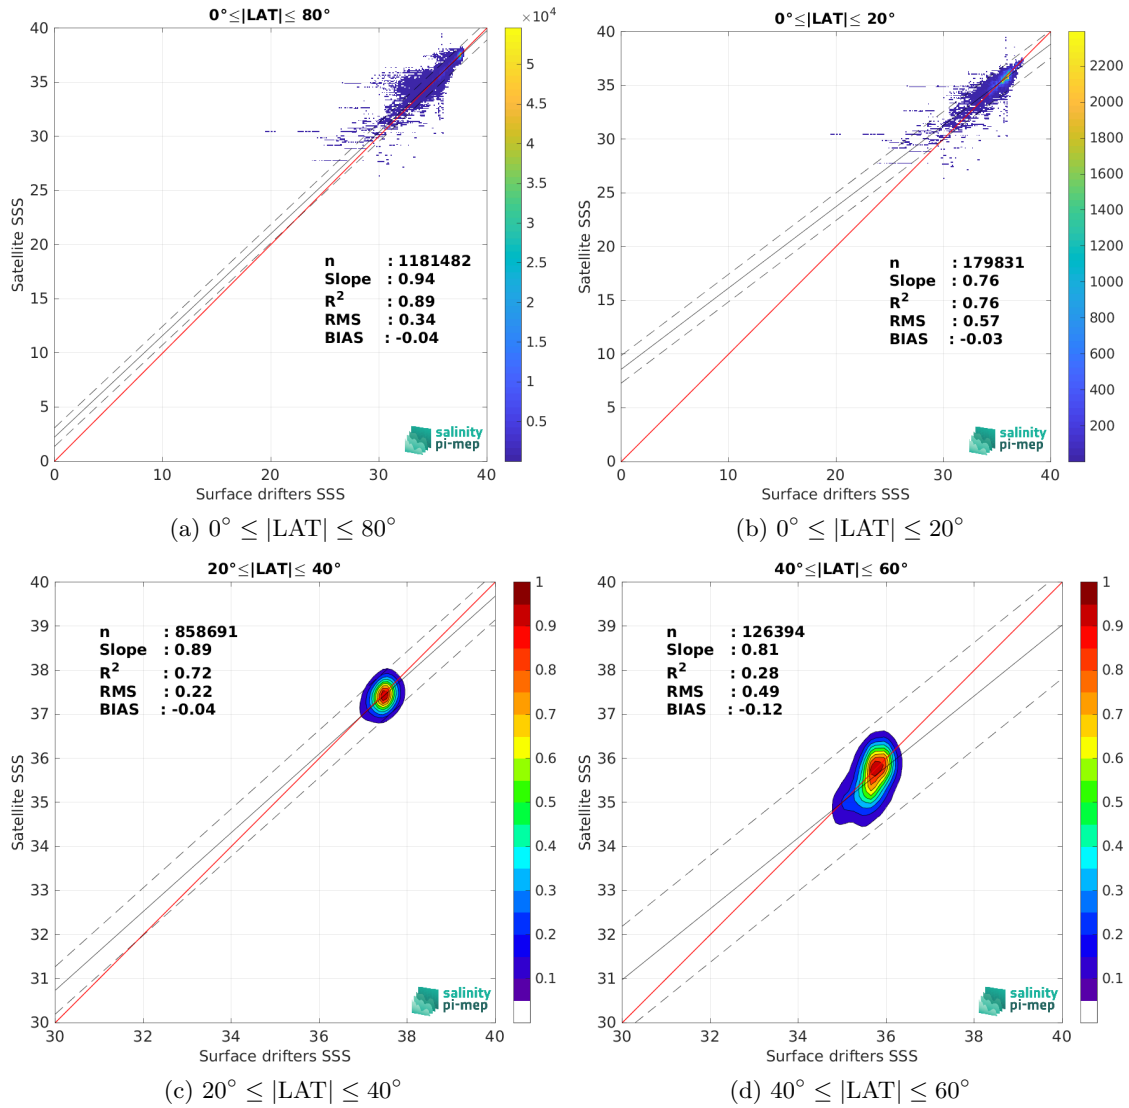 0°≤|LAT|≤ 80°
×10⁴
40
35
30
25
20
15
10
5
0
Satellite SSS
n : 1181482
Slope : 0.94
R² : 0.89
RMS : 0.34
BIAS : -0.04
salinity
pi-mep
0 10 20 30 40
Surface drifters SSS
5
4.5
4
3.5
3
2.5
2
1.5
1
0.5
(a) 0° ≤ |LAT| ≤ 80°
0°≤|LAT|≤ 20°
40
35
30
25
20
15
10
5
0
Satellite SSS
n : 179831
Slope : 0.76
R² : 0.76
RMS : 0.57
BIAS : -0.03
salinity
pi-mep
0 10 20 30 40
Surface drifters SSS
2200
2000
1800
1600
1400
1200
1000
800
600
400
200
(b) 0° ≤ |LAT| ≤ 20°
20°≤|LAT|≤ 40°
40
39
38
37
36
35
34
33
32
31
30
Satellite SSS
n : 858691
Slope : 0.89
R² : 0.72
RMS : 0.22
BIAS : -0.04
salinity
pi-mep
30 32 34 36 38 40
Surface drifters SSS
1
0.9
0.8
0.7
0.6
0.5
0.4
0.3
0.2
0.1
(c) 20° ≤ |LAT| ≤ 40°
40°≤|LAT|≤ 60°
40
39
38
37
36
35
34
33
32
31
30
Satellite SSS
n : 126394
Slope : 0.81
R² : 0.28
RMS : 0.49
BIAS : -0.12
salinity
pi-mep
30 32 34 36 38 40
Surface drifters SSS
1
0.9
0.8
0.7
0.6
0.5
0.4
0.3
0.2
0.1
(d) 40° ≤ |LAT| ≤ 60°